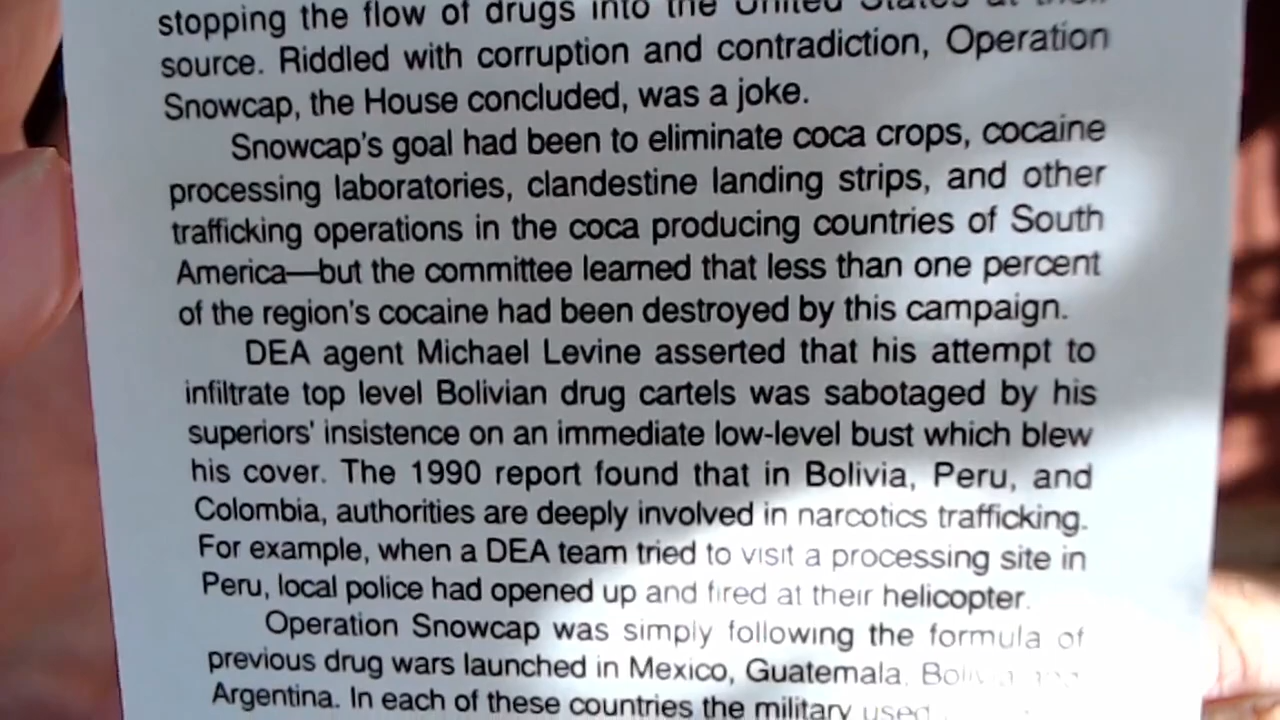 stopping the flow of drugs into the United States at their
source. Riddled with corruption and contradiction, Operation
Snowcap, the House concluded, was a joke.
Snowcap's goal had been to eliminate coca crops, cocaine
processing laboratories, clandestine landing strips, and other
trafficking operations in the coca producing countries of South
America—but the committee learned that less than one percent
of the region's cocaine had been destroyed by this campaign.
DEA agent Michael Levine asserted that his attempt to
infiltrate top level Bolivian drug cartels was sabotaged by his
superiors' insistence on an immediate low-level bust which blew
his cover. The 1990 report found that in Bolivia, Peru, and
Colombia, authorities are deeply involved in narcotics trafficking.
For example, when a DEA team tried to visit a processing site in
Peru, local police had opened up and fired at their helicopter.
Operation Snowcap was simply following the formula of
previous drug wars launched in Mexico, Guatemala,
Argentina. In each of these countries the military used